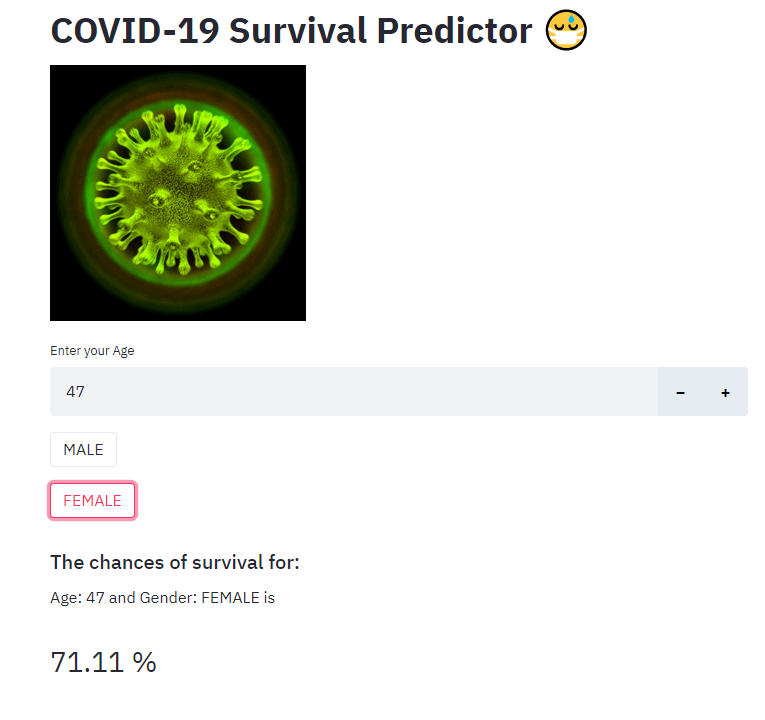 COVID-19 Survival Predictor 😅
Enter your Age
47 − +
MALE
FEMALE
The chances of survival for:
Age: 47 and Gender: FEMALE is
71.11 %